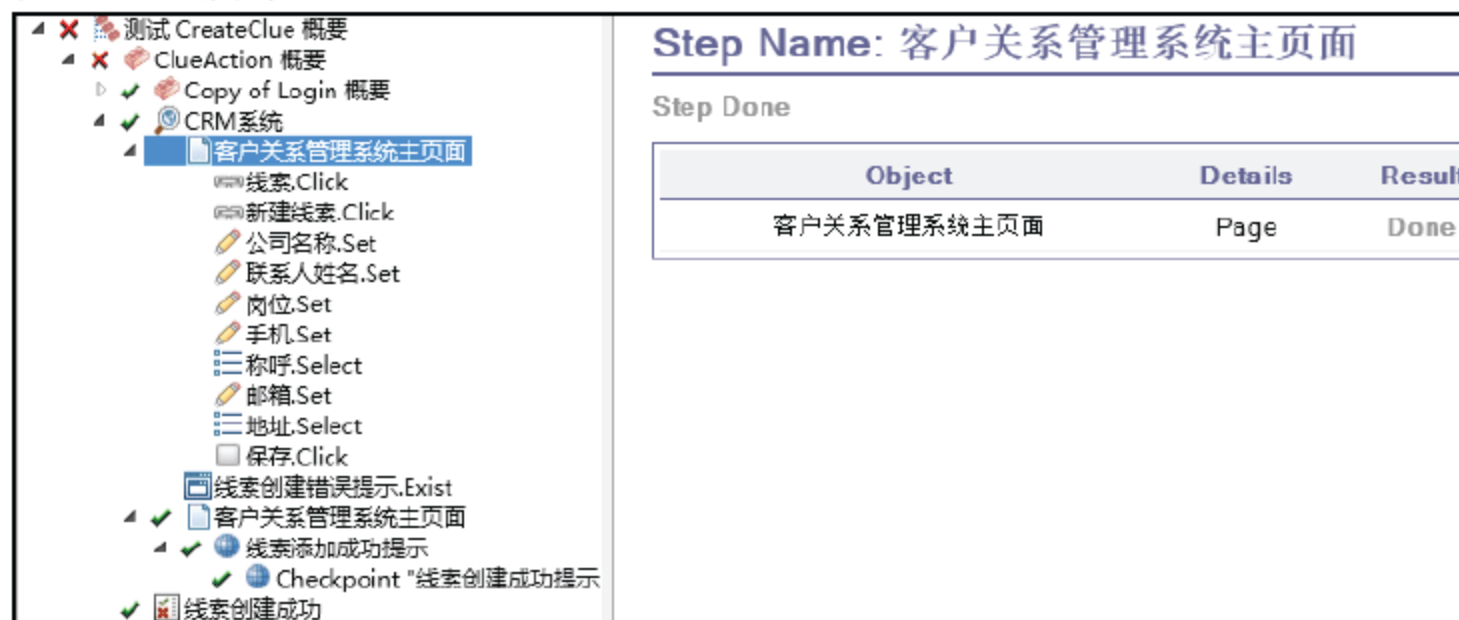 测试 CreateClue 概要
ClueAction 概要
Copy of Login 概要
CRM系统
客户关系管理系统主页面
线索.Click
新建线索.Click
公司名称.Set
联系人姓名.Set
岗位.Set
手机.Set
称呼.Select
邮箱.Set
地址.Select
保存.Click
线索创建错误提示.Exist
客户关系管理系统主页面
线索添加成功提示
Checkpoint "线索创建成功提示
线索创建成功
Step Name: 客户关系管理系统主页面
Step Done
Object Details Result
客户关系管理系统主页面 Page Done